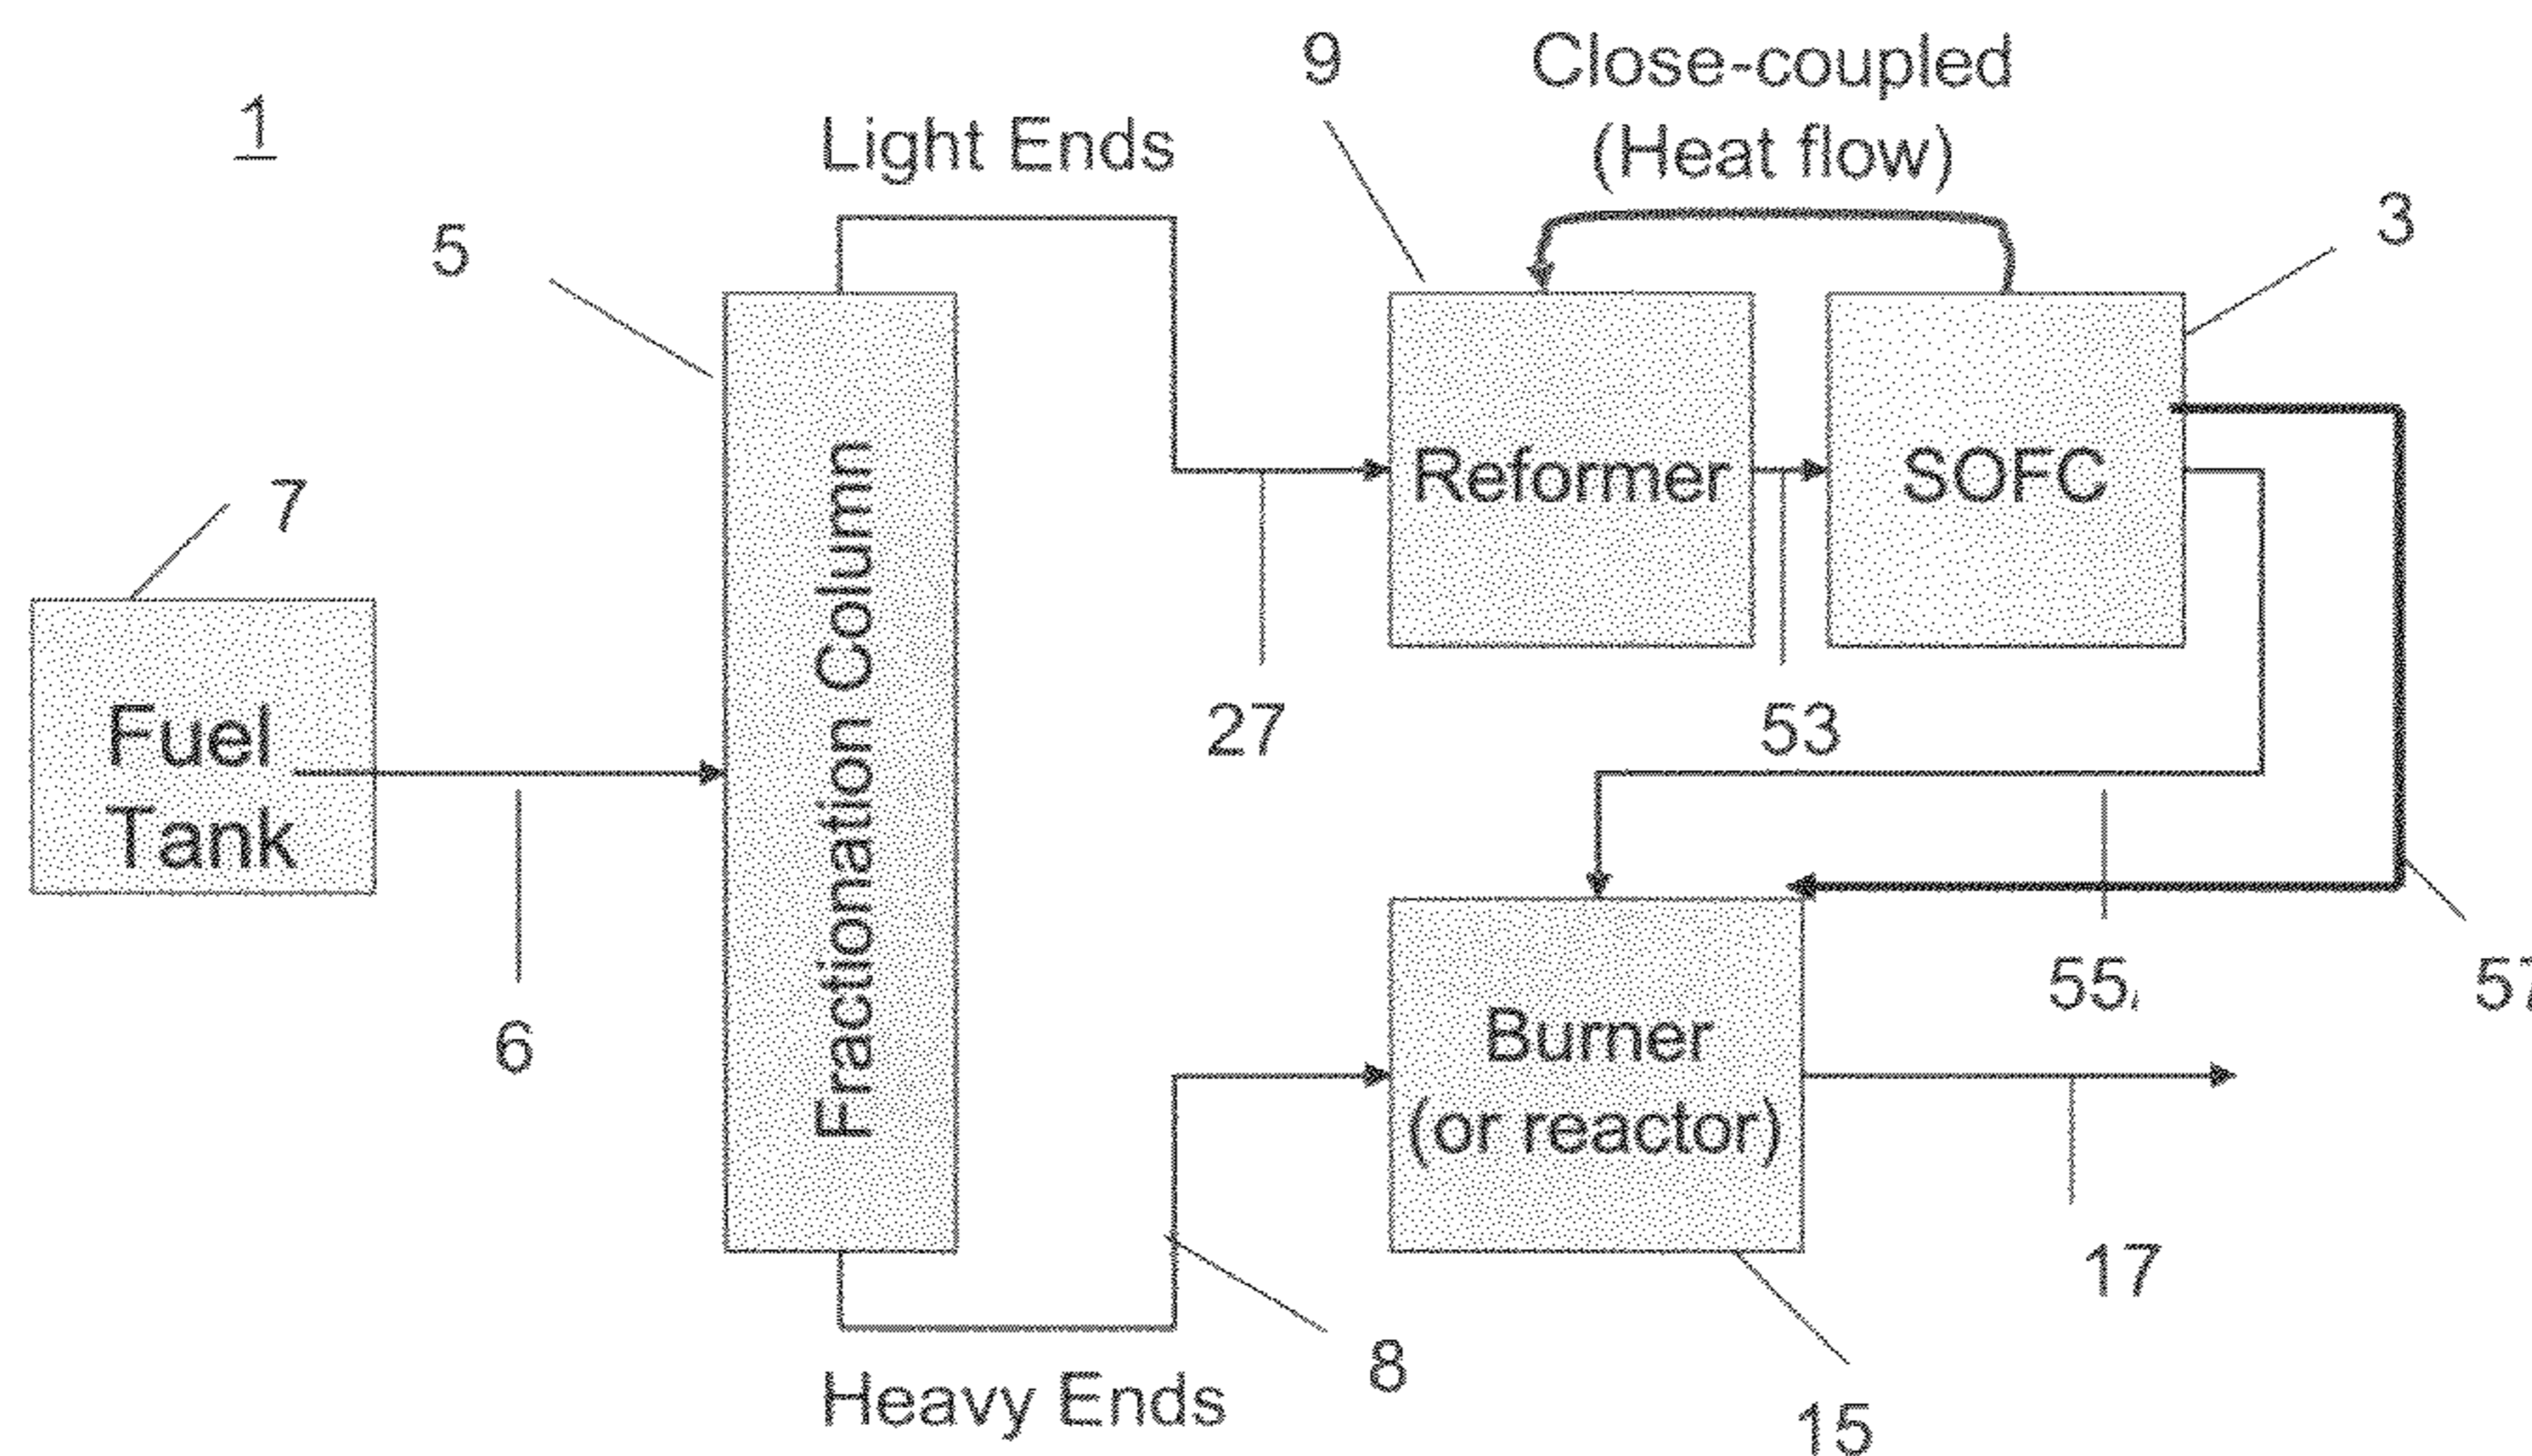 1
Light Ends
9
Close-coupled
(Heat flow)
5
3
7
Fuel
Tank
Fractionation Column
Reformer
SOFC
27
53
6
Burner
(or reactor)
55
57
8
17
Heavy Ends
15